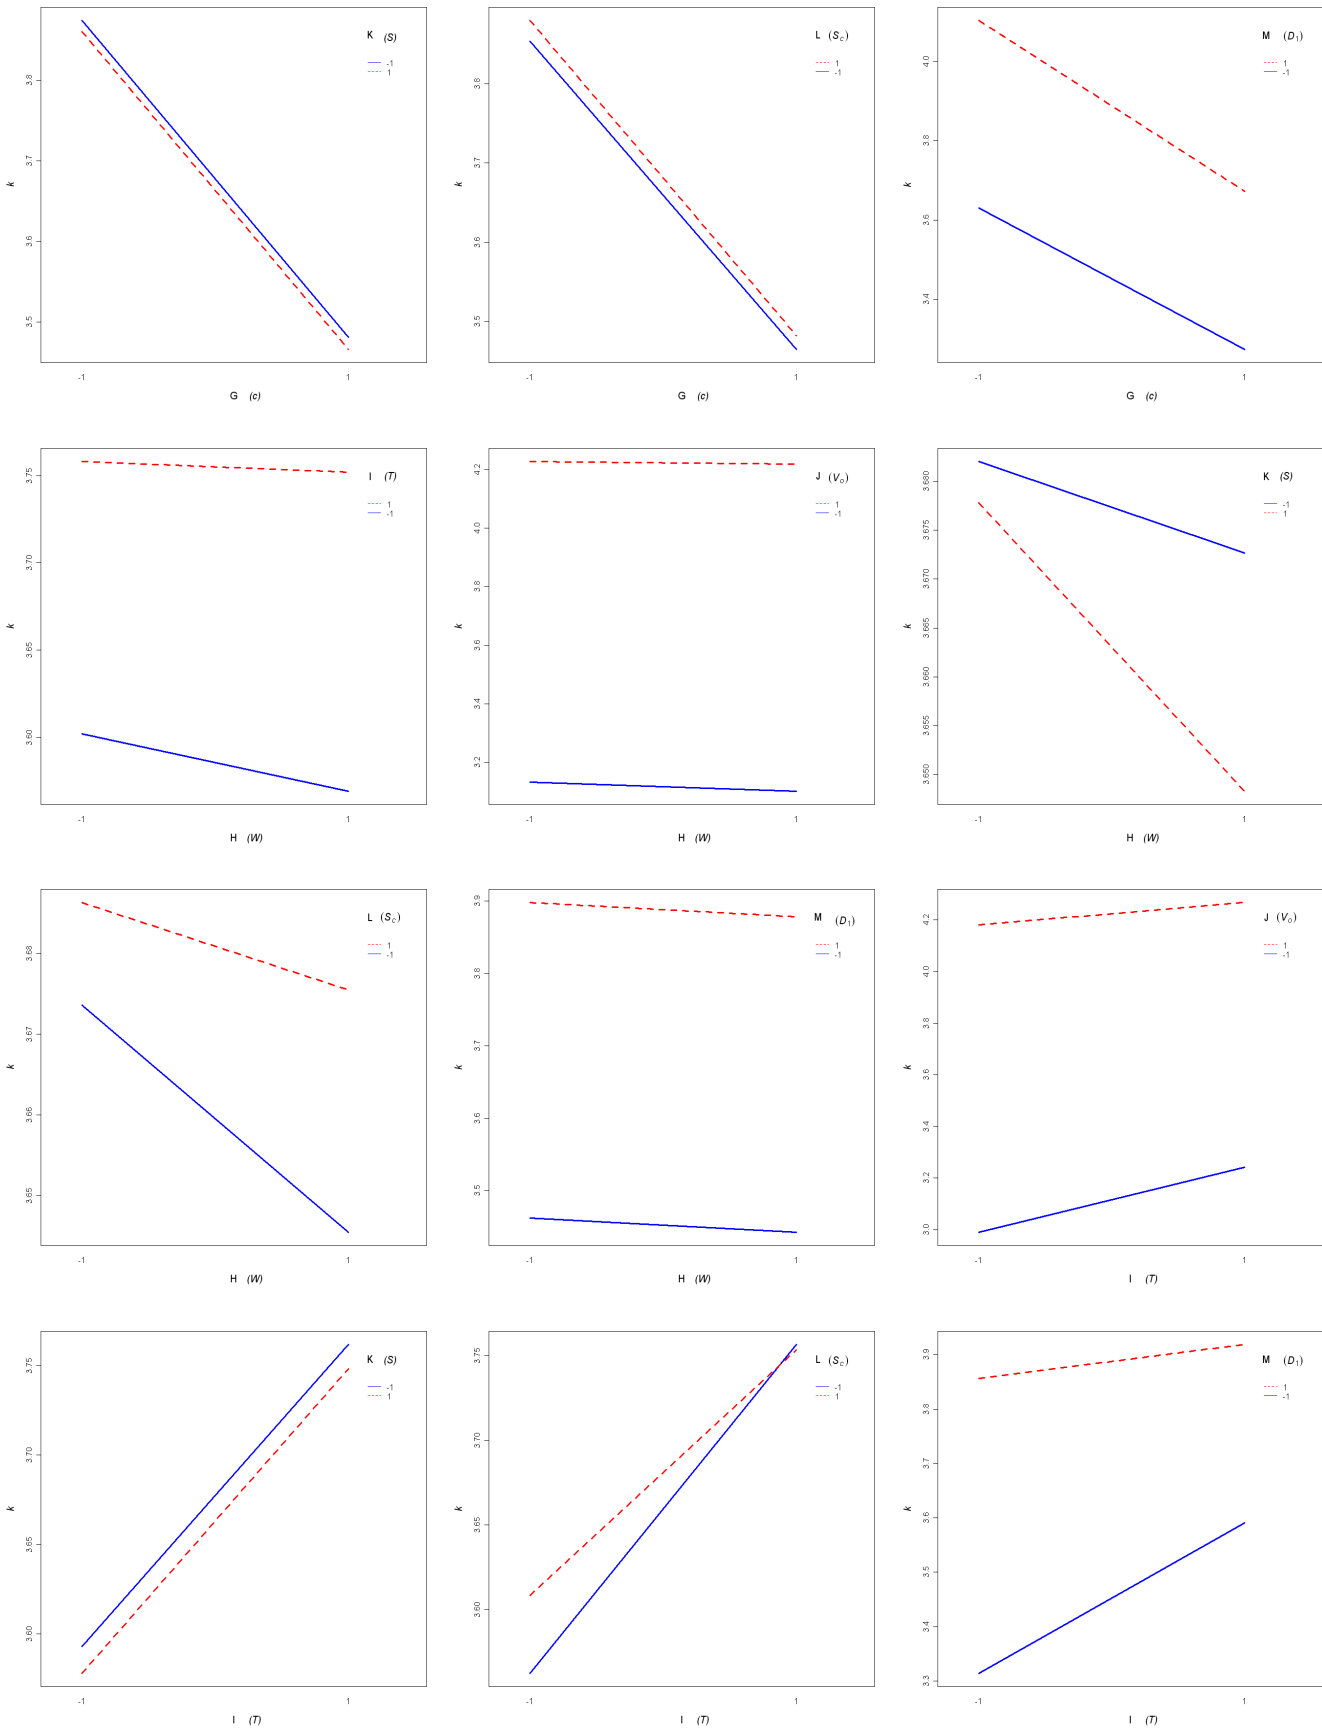 K (S)
-1
1
3.8
3.7
3.6
3.5
k
-1 1
G (c)
L (Sc)
1
-1
3.8
3.7
3.6
3.5
k
-1 1
G (c)
M (D1)
1
-1
4.0
3.8
3.6
3.4
k
-1 1
G (c)
I (T)
1
-1
3.75
3.70
3.65
3.60
k
-1 1
H (W)
J (Vo)
1
-1
4.2
4.0
3.8
3.6
3.4
3.2
k
-1 1
H (W)
K (S)
-1
1
3.680
3.675
3.670
3.665
3.660
3.655
3.650
k
-1 1
H (W)
L (Sc)
1
-1
3.68
3.67
3.66
3.65
k
-1 1
H (W)
M (D1)
1
-1
3.9
3.8
3.7
3.6
3.5
k
-1 1
H (W)
J (Vo)
1
-1
4.2
4.0
3.8
3.6
3.4
3.2
3.0
k
-1 1
I (T)
K (S)
-1
1
3.75
3.70
3.65
3.60
k
-1 1
I (T)
L (Sc)
-1
1
3.75
3.70
3.65
3.60
k
-1 1
I (T)
M (D1)
1
-1
3.9
3.8
3.7
3.6
3.5
3.4
3.3
k
-1 1
I (T)